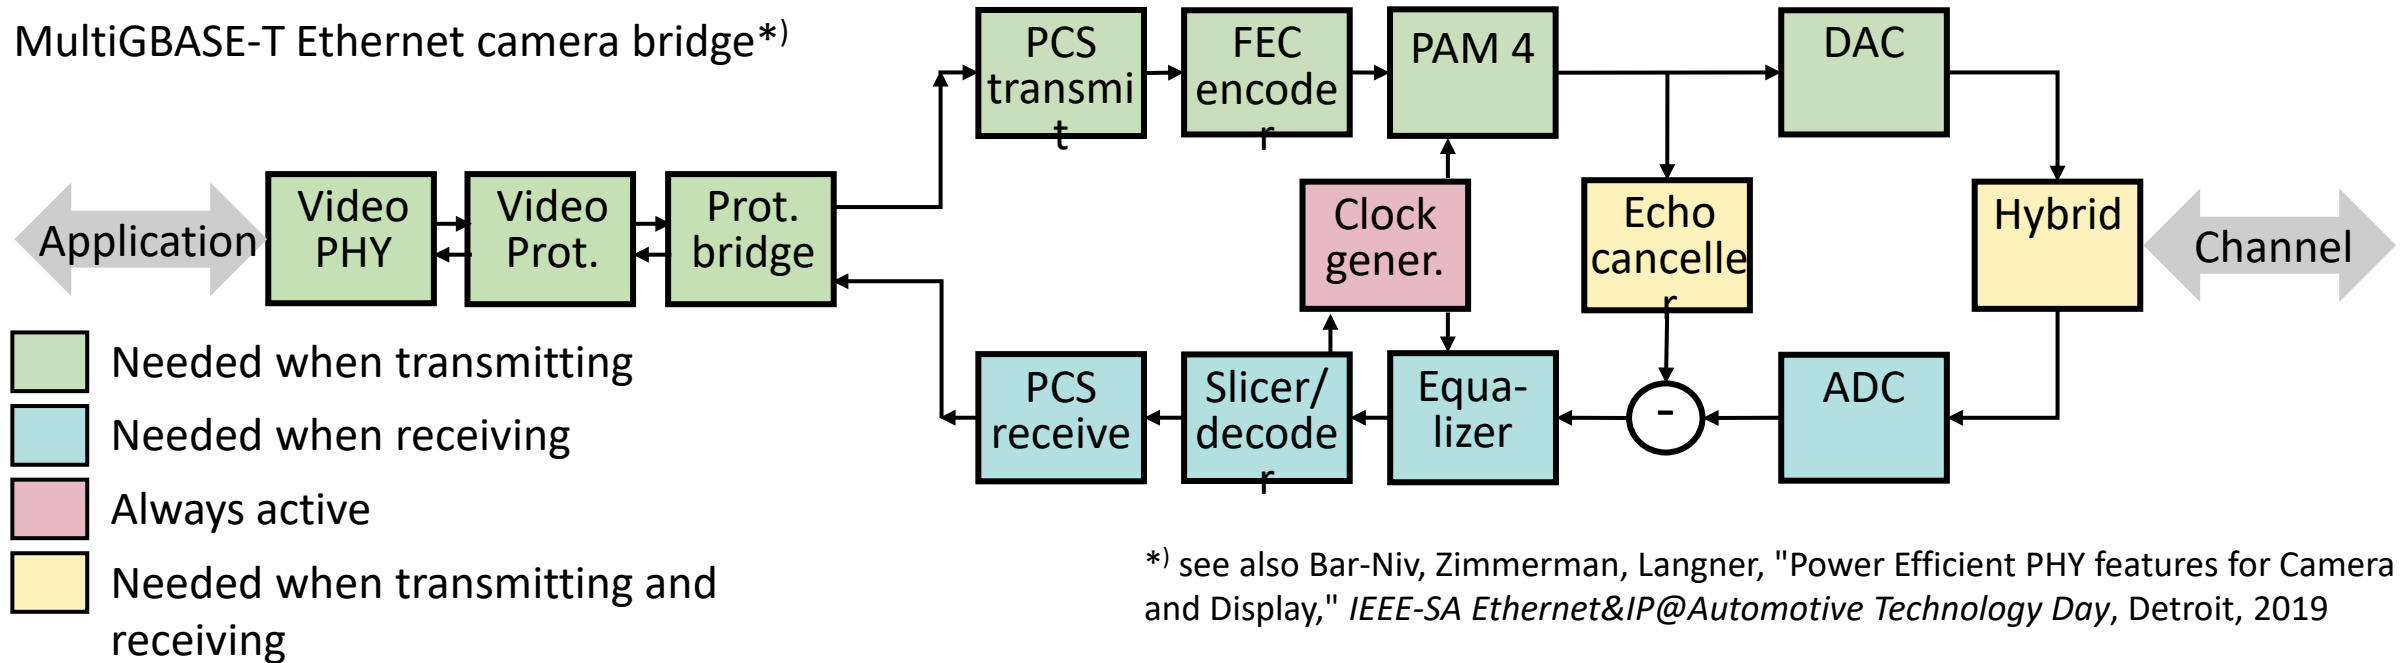 MultiGBASE-T Ethernet camera bridge*)
PCS
transmi
t
FEC
encode
r
PAM 4
DAC
Application
Video
PHY
Video
Prot.
Prot.
bridge
Clock
gener.
Echo
cancelle
r
Hybrid
Channel
PCS
receive
Slicer/
decode
r
Equa-
lizer
-
ADC
Needed when transmitting
Needed when receiving
Always active
Needed when transmitting and
receiving
*) see also Bar-Niv, Zimmerman, Langner, "Power Efficient PHY features for Camera
and Display," IEEE-SA Ethernet&IP@Automotive Technology Day, Detroit, 2019